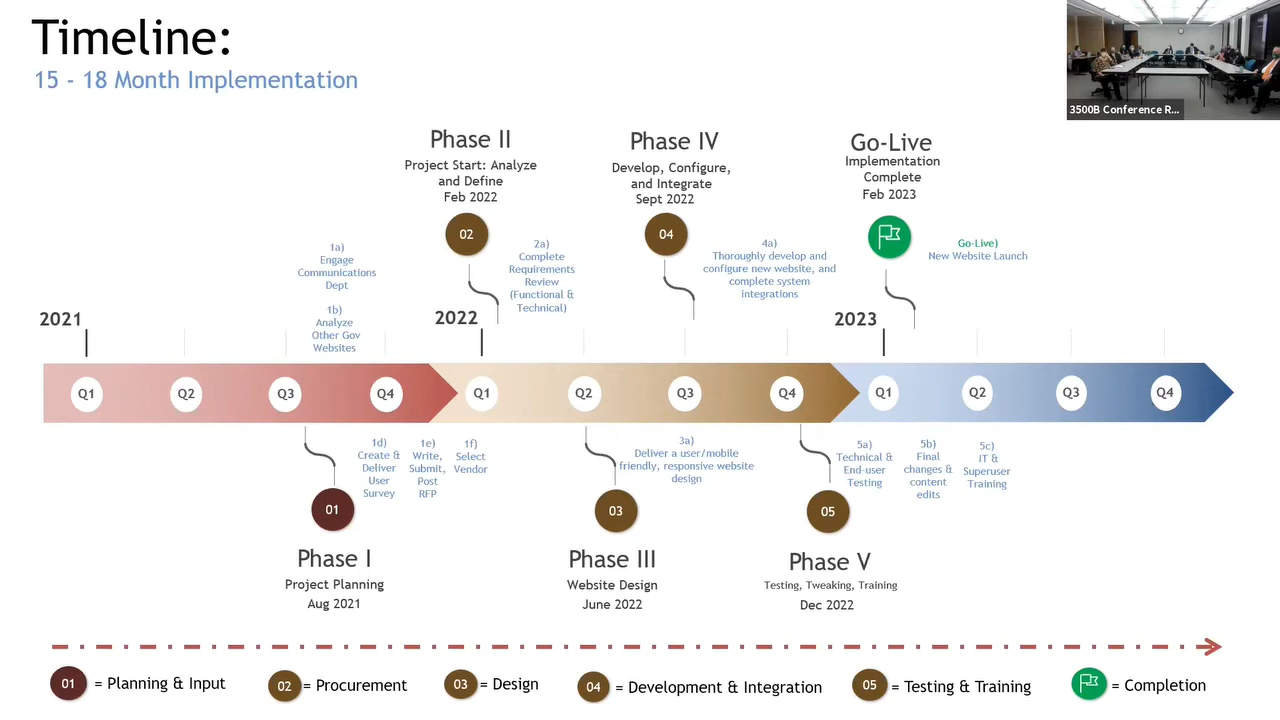 Timeline:
15 - 18 Month Implementation
3500B Conference R...
Phase II
Project Start: Analyze
and Define
Feb 2022
Phase IV
Develop, Configure,
and Integrate
Sept 2022
Go-Live
Implementation
Complete
Feb 2023
02
04
1a)
Engage
Communications
Dept
1b)
Analyze
Other Gov
Websites
2a)
Complete
Requirements
Review
(Functional &
Technical)
4a)
Thoroughly develop and
configure new website, and
complete system
integrations
Go-Live)
New Website Launch
2021
2022
2023
Q1 Q2 Q3 Q4 Q1 Q2 Q3 Q4 Q1 Q2 Q3 Q4
1d)
Create &
Deliver
User
Survey
1e)
Write,
Submit,
Post
RFP
1f)
Select
Vendor
3a)
Deliver a user/mobile
friendly, responsive website
design
5a)
Technical &
End-user
Testing
5b)
Final
changes &
content
edits
5c)
IT &
Superuser
Training
01
Phase I
Project Planning
Aug 2021
03
Phase III
Website Design
June 2022
05
Phase V
Testing, Tweaking, Training
Dec 2022
01 = Planning & Input
02 = Procurement
03 = Design
04 = Development & Integration
05 = Testing & Training
= Completion